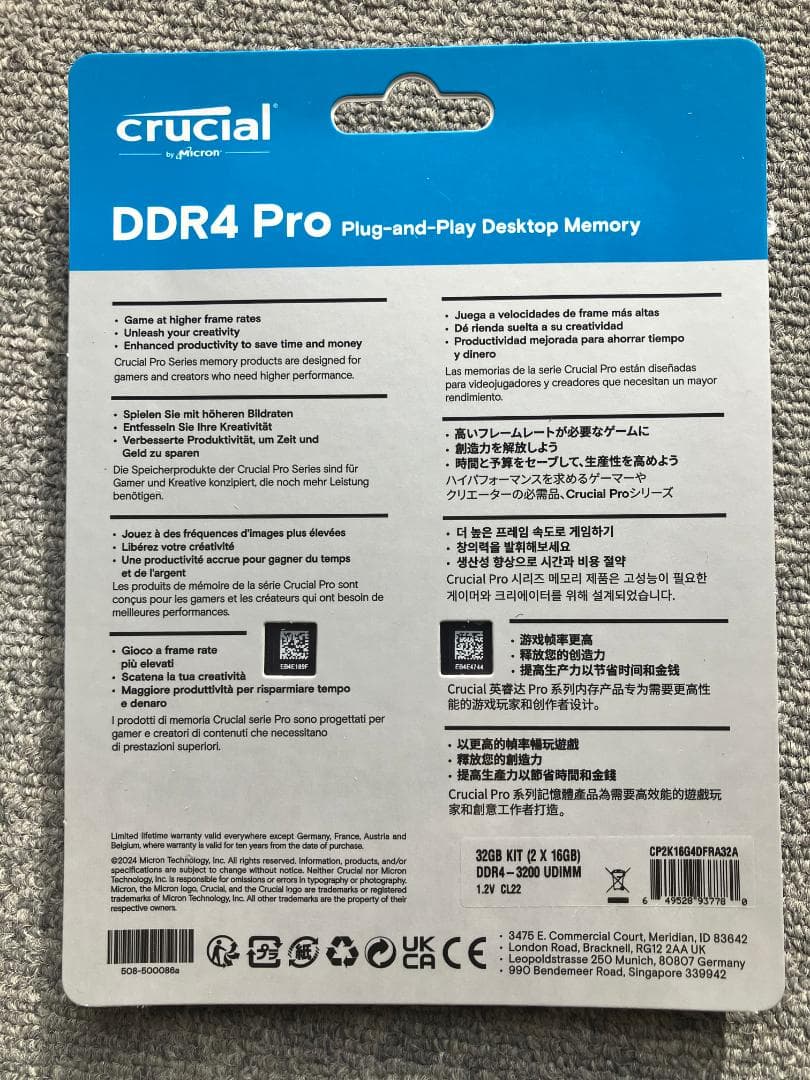 crucial
by Micron
DDR4 Pro Plug-and-Play Desktop Memory
• Game at higher frame rates
• Unleash your creativity
• Enhanced productivity to save time and money
Crucial Pro Series memory products are designed for
gamers and creators who need higher performance.
• Spielen Sie mit höheren Bildraten
• Entfesseln Sie Ihre Kreativität
• Verbesserte Produktivität, um Zeit und
Geld zu sparen
Die Speicherprodukte der Crucial Pro Series sind für
Gamer und Kreative konzipiert, die noch mehr Leistung
benötigen.
• Jouez à des fréquences d'images plus élevées
• Libérez votre créativité
• Une productivité accrue pour gagner du temps
et de l'argent
Les produits de mémoire de la série Crucial Pro sont
conçus pour les gamers et les créateurs qui ont besoin de
meilleures performances.
• Gioco a frame rate
più elevati
• Scatena la tua creatività
• Maggiore produttività per risparmiare tempo
e denaro
I prodotti di memoria Crucial serie Pro sono progettati per
gamer e creatori di contenuti che necessitano
di prestazioni superiori.
E84E189F
• Juega a velocidades de frame más altas
• Dé rienda suelta a su creatividad
• Productividad mejorada para ahorrar tiempo
y dinero
Las memorias de la serie Crucial Pro están diseñadas
para videojugadores y creadores que necesitan un mayor
rendimiento.
• 高いフレームレートが必要なゲームに
• 創造力を解放しよう
• 時間と予算をセーブして、生産性を高めよう
ハイパフォーマンスを求めるゲーマーや
クリエーターの必需品、Crucial Proシリーズ
• 더 높은 프레임 속도로 게임하기
• 창의력을 발휘해보세요
• 생산성 향상으로 시간과 비용 절약
Crucial Pro 시리즈 메모리 제품은 고성능이 필요한
게이머와 크리에이터를 위해 설계되었습니다.
E84E4744
• 游戏帧率更高
• 釋放您的创造力
• 提高生产力以节省时间和金钱
Crucial 英睿达 Pro 系列内存产品专为需要更高性
能的游戏玩家和创作者设计。
• 以更高的幀率暢玩遊戲
• 釋放您的創造力
• 提高生產力以節省時間和金錢
Crucial Pro 系列記憶體產品為需要高效能的遊戲玩
家和創意工作者打造。
Limited lifetime warranty valid everywhere except Germany, France, Austria and
Belgium, where warranty is valid for ten years from the date of purchase.
©2024 Micron Technology, Inc. All rights reserved. Information, products, and/or
specifications are subject to change without notice. Neither Crucial nor Micron
Technology, Inc. is responsible for omissions or errors in typography or photography.
Micron, the Micron logo, Crucial, and the Crucial logo are trademarks or registered
trademarks of Micron Technology, Inc. All other trademarks are the property of their
respective owners.
32GB KIT (2 X 16GB)
DDR4-3200 UDIMM
1.2V CL22
CP2K16G4DFRA32A
6 49528 93778 0
508-500086a
プラ
紙
UK
CA
CE
• 3475 E. Commercial Court, Meridian, ID 83642
• London Road, Bracknell, RG12 2AA UK
• Leopoldstrasse 250 Munich, 80807 Germany
• 990 Bendemeer Road, Singapore 339942